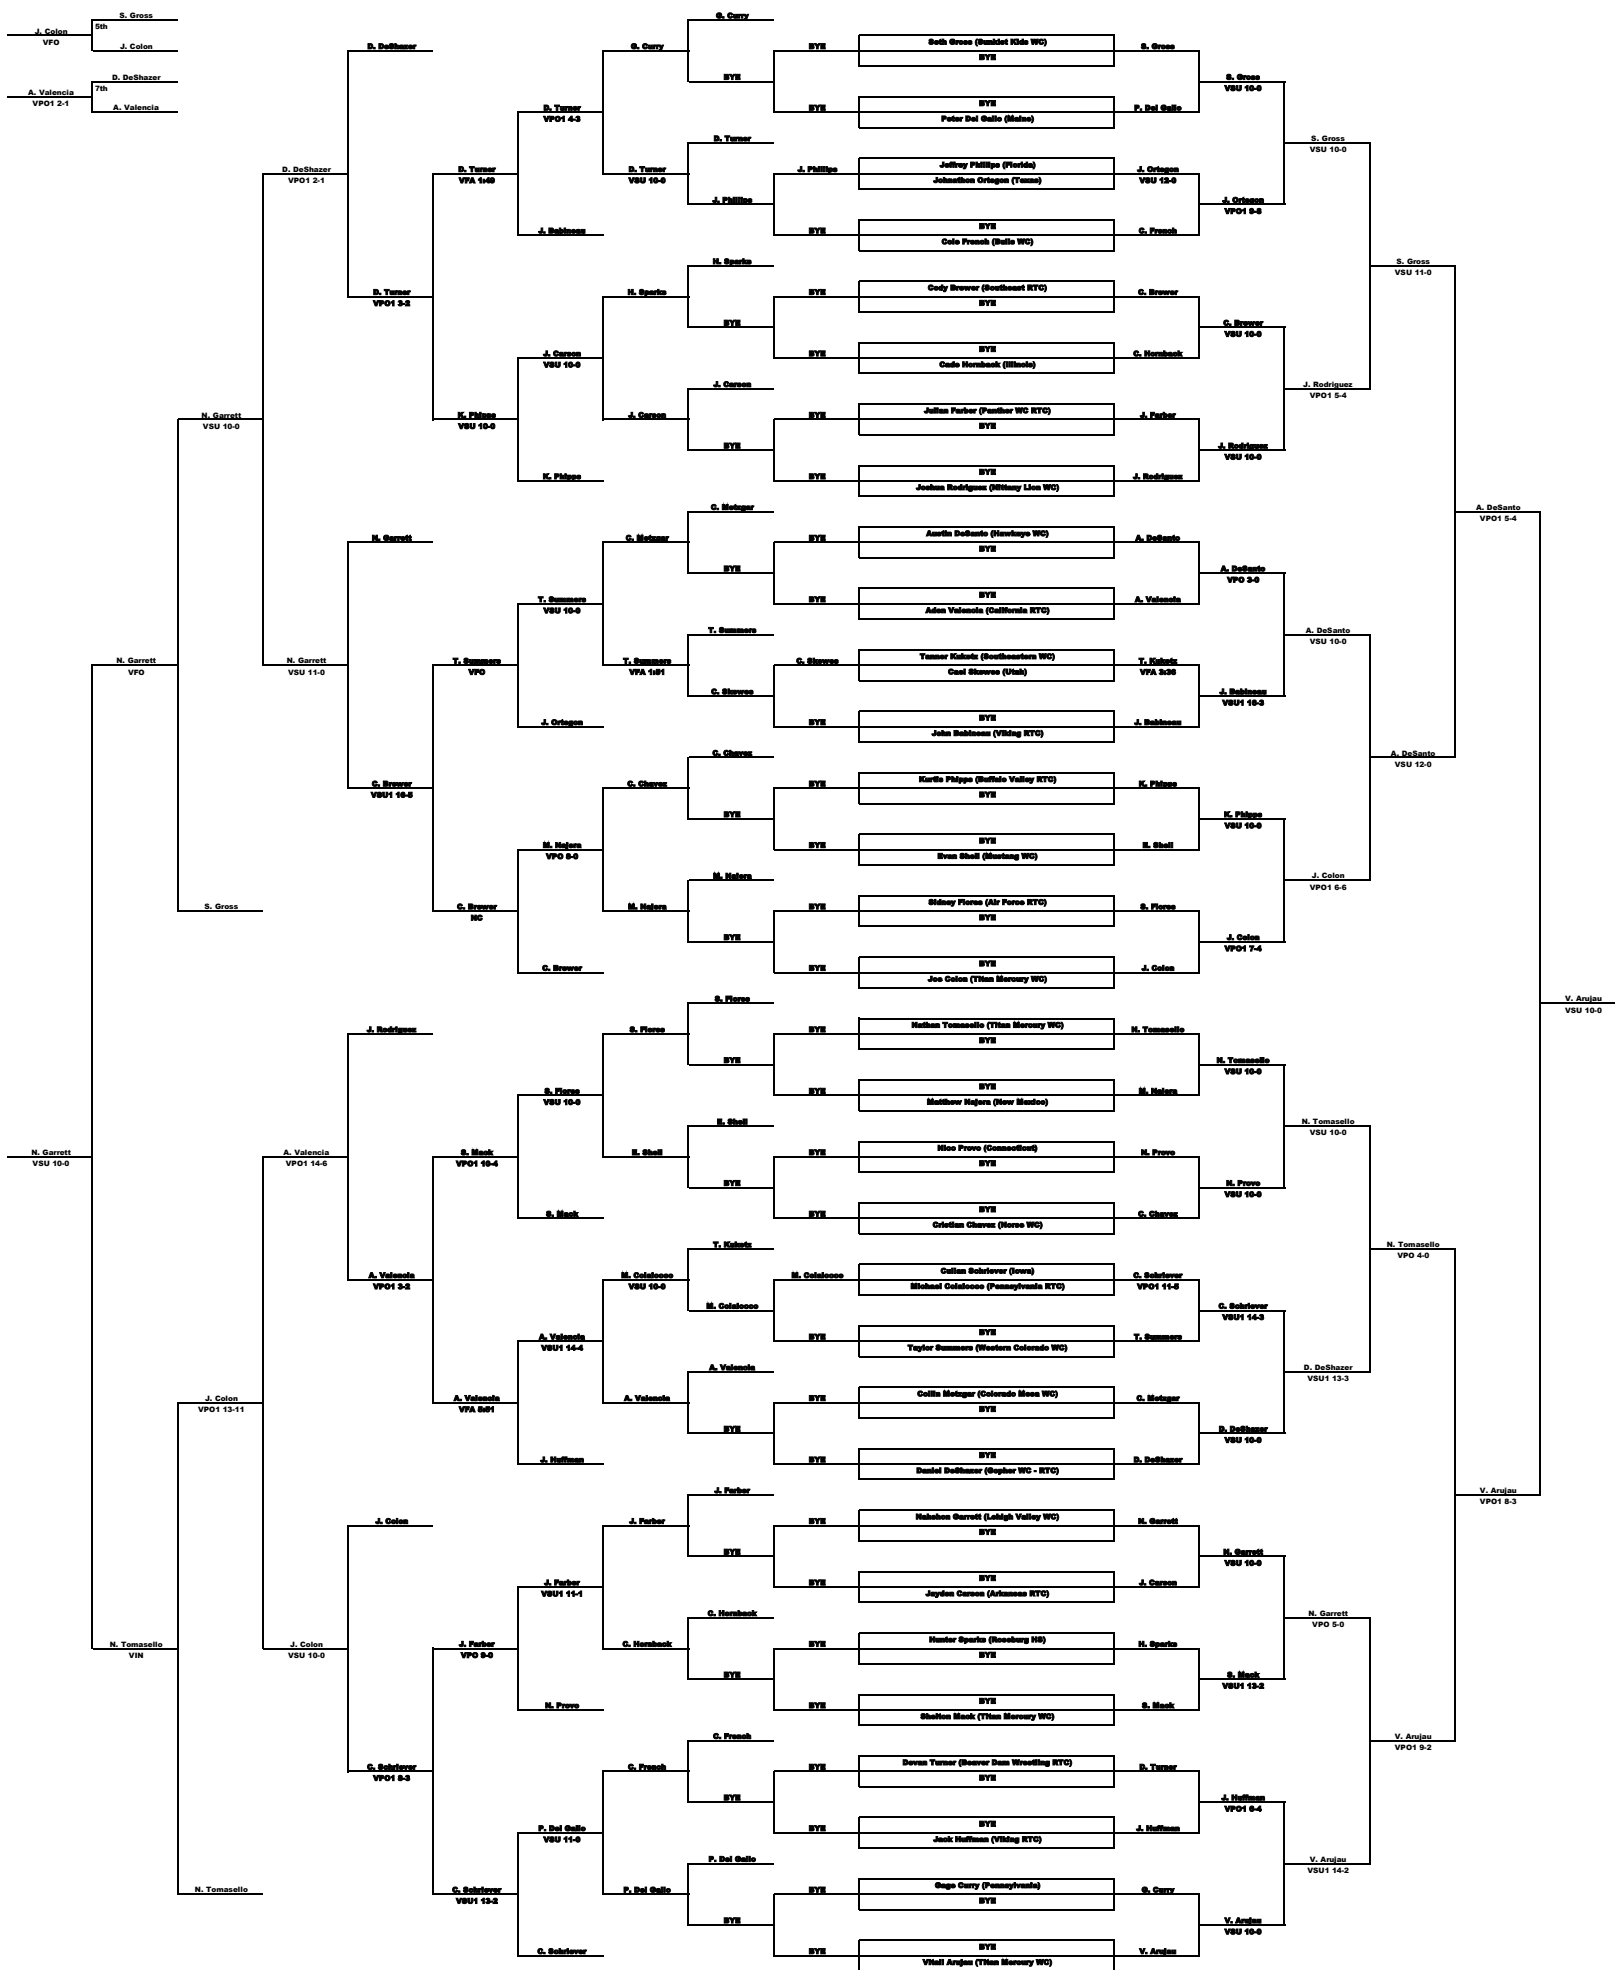 S. Gross
5th
J. Colon
VFO
J. Colon
D. DeShazer
7th
A. Valencia
VPO1 2-1
A. Valencia
D. DeShazer
D. DeShazer
VPO1 2-1
D. Turner
VPO1 3-2
N. Garrett
VSU 10-0
N. Garrett
N. Garrett
VSU 11-0
C. Brewer
VSU1 16-5
N. Garrett
VFO
S. Gross
N. Garrett
VSU 10-0
J. Rodriguez
A. Valencia
VPO1 14-6
A. Valencia
VPO1 3-2
J. Colon
VPO1 13-11
J. Colon
J. Colon
VSU 10-0
C. Schriever
VPO1 8-3
N. Tomasello
VIN
N. Tomasello
D. Turner
VFA 1:49
K. Phipps
VSU 10-0
T. Summers
VFO
C. Brewer
NC
S. Mack
VPO1 10-4
A. Valencia
VFA 5:51
J. Farber
VPO 9-0
C. Schriever
VSU1 13-2
D. Turner
VPO1 4-3
J. Babineau
J. Carson
VSU 10-0
K. Phipps
T. Summers
VSU 10-0
J. Ortegon
M. Najera
VPO 8-0
C. Brewer
S. Flores
VSU 10-0
S. Mack
A. Valencia
VSU1 14-4
J. Huffman
J. Farber
VSU1 11-1
N. Provo
P. Del Gallo
VSU 11-0
C. Schriever
G. Curry
D. Turner
VSU 10-0
H. Sparks
J. Carson
C. Metzgar
T. Summers
VFA 1:51
C. Chavez
M. Najera
S. Flores
E. Shell
M. Colaiocco
VSU 10-0
A. Valencia
J. Farber
C. Hornback
C. French
P. Del Gallo
G. Curry
BYE
D. Turner
J. Phillips
H. Sparks
BYE
J. Carson
BYE
C. Metzgar
BYE
T. Summers
C. Skewes
C. Chavez
BYE
M. Najera
BYE
S. Flores
BYE
E. Shell
BYE
T. Kuketz
M. Colaiocco
A. Valencia
BYE
J. Farber
BYE
C. Hornback
BYE
C. French
BYE
P. Del Gallo
BYE
BYE
BYE
J. Phillips
BYE
BYE
BYE
BYE
BYE
BYE
BYE
C. Skewes
BYE
BYE
BYE
BYE
BYE
BYE
BYE
BYE
BYE
M. Colaiocco
BYE
BYE
BYE
BYE
BYE
BYE
BYE
BYE
BYE
BYE
BYE
Seth Gross (Sunkist Kids WC)
BYE
BYE
Peter Del Gallo (Maine)
Jeffrey Phillips (Florida)
Johnathon Ortegon (Texas)
BYE
Cole French (Bulls WC)
Cody Brewer (Southeast RTC)
BYE
BYE
Cade Hornback (Illinois)
Julian Farber (Panther WC RTC)
BYE
BYE
Joshua Rodriguez (Nittany Lion WC)
Austin DeSanto (Hawkeye WC)
BYE
BYE
Aden Valencia (California RTC)
Tanner Kuketz (Southeastern WC)
Cael Skewes (Utah)
BYE
John Babineau (Viking RTC)
Kurtis Phipps (Buffalo Valley RTC)
BYE
BYE
Evan Shell (Mustang WC)
Sidney Flores (Air Force RTC)
BYE
BYE
Joe Colon (Titan Mercury WC)
Nathan Tomasello (Titan Mercury WC)
BYE
BYE
Matthew Najera (New Mexico)
Nico Provo (Connecticut)
BYE
BYE
Cristian Chavez (Norse WC)
Cullan Schriever (Iowa)
Michael Colaiocco (Pennsylvania RTC)
BYE
Taylor Summers (Western Colorado WC)
Collin Metzgar (Colorado Mesa WC)
BYE
BYE
Daniel DeShazer (Gopher WC - RTC)
Nahshon Garrett (Lehigh Valley WC)
BYE
BYE
Jayden Carson (Arkansas RTC)
Hunter Sparks (Roseburg HS)
BYE
BYE
Shelton Mack (Titan Mercury WC)
Devan Turner (Beaver Dam Wrestling RTC)
BYE
BYE
Jack Huffman (Viking RTC)
Gage Curry (Pennsylvania)
BYE
BYE
Vitali Arujau (Titan Mercury WC)
S. Gross
P. Del Gallo
J. Ortegon
VSU 12-0
C. French
C. Brewer
C. Hornback
J. Farber
J. Rodriguez
A. DeSanto
A. Valencia
T. Kuketz
VFA 3:36
J. Babineau
K. Phipps
E. Shell
S. Flores
J. Colon
N. Tomasello
M. Najera
N. Provo
C. Chavez
C. Schriever
VPO1 11-5
T. Summers
C. Metzgar
D. DeShazer
N. Garrett
J. Carson
H. Sparks
S. Mack
D. Turner
J. Huffman
G. Curry
V. Arujau
S. Gross
VSU 10-0
J. Ortegon
VPO1 9-8
C. Brewer
VSU 10-0
J. Rodriguez
VSU 10-0
A. DeSanto
VPO 3-0
J. Babineau
VSU1 16-3
K. Phipps
VSU 10-0
J. Colon
VPO1 7-4
N. Tomasello
VSU 10-0
N. Provo
VSU 10-0
C. Schriever
VSU1 14-3
D. DeShazer
VSU 10-0
N. Garrett
VSU 10-0
S. Mack
VSU1 13-2
J. Huffman
VPO1 6-4
V. Arujau
VSU 10-0
S. Gross
VSU 10-0
J. Rodriguez
VPO1 5-4
A. DeSanto
VSU 10-0
J. Colon
VPO1 6-6
N. Tomasello
VSU 10-0
D. DeShazer
VSU1 13-3
N. Garrett
VPO 5-0
V. Arujau
VSU1 14-2
S. Gross
VSU 11-0
A. DeSanto
VSU 12-0
N. Tomasello
VPO 4-0
V. Arujau
VPO1 9-2
A. DeSanto
VPO1 5-4
V. Arujau
VPO1 8-3
V. Arujau
VSU 10-0